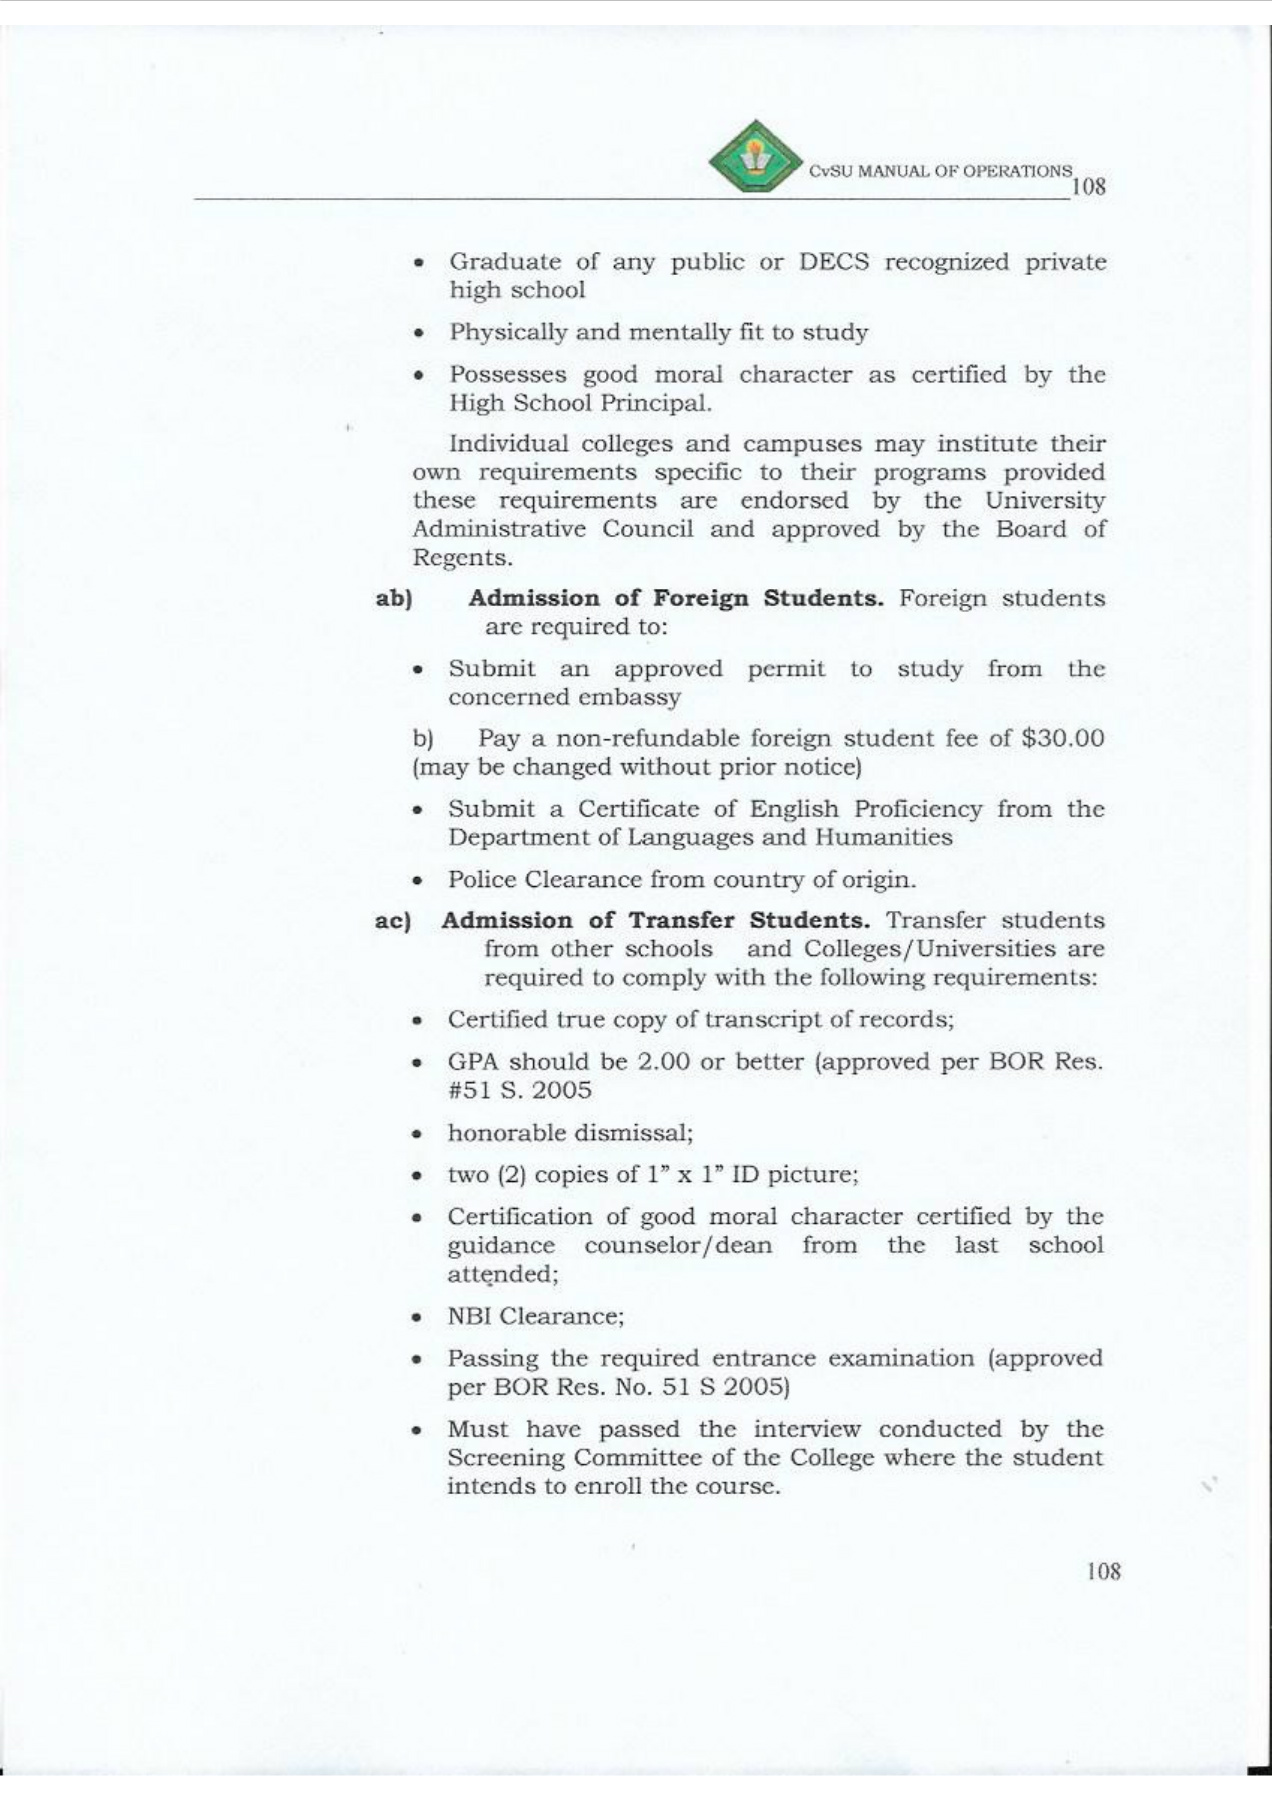 CvSU MANUAL OF OPERATIONS
108
• Graduate of any public or DECS recognized private
high school
• Physically and mentally fit to study
• Possesses good moral character as certified by the
High School Principal.
Individual colleges and campuses may institute their
own requirements specific to their programs provided
these requirements are endorsed by the University
Administrative Council and approved by the Board of
Regents.
ab) Admission of Foreign Students. Foreign students
are required to:
• Submit an approved permit to study from the
concerned embassy
b) Pay a non-refundable foreign student fee of $30.00
(may be changed without prior notice)
• Submit a Certificate of English Proficiency from the
Department of Languages and Humanities
• Police Clearance from country of origin.
ac) Admission of Transfer Students. Transfer students
from other schools and Colleges/Universities are
required to comply with the following requirements:
• Certified true copy of transcript of records;
• GPA should be 2.00 or better (approved per BOR Res.
#51 S. 2005
• honorable dismissal;
• two (2) copies of 1” x 1” ID picture;
• Certification of good moral character certified by the
guidance counselor/dean from the last school
attended;
• NBI Clearance;
• Passing the required entrance examination (approved
per BOR Res. No. 51 S 2005)
• Must have passed the interview conducted by the
Screening Committee of the College where the student
intends to enroll the course.
108